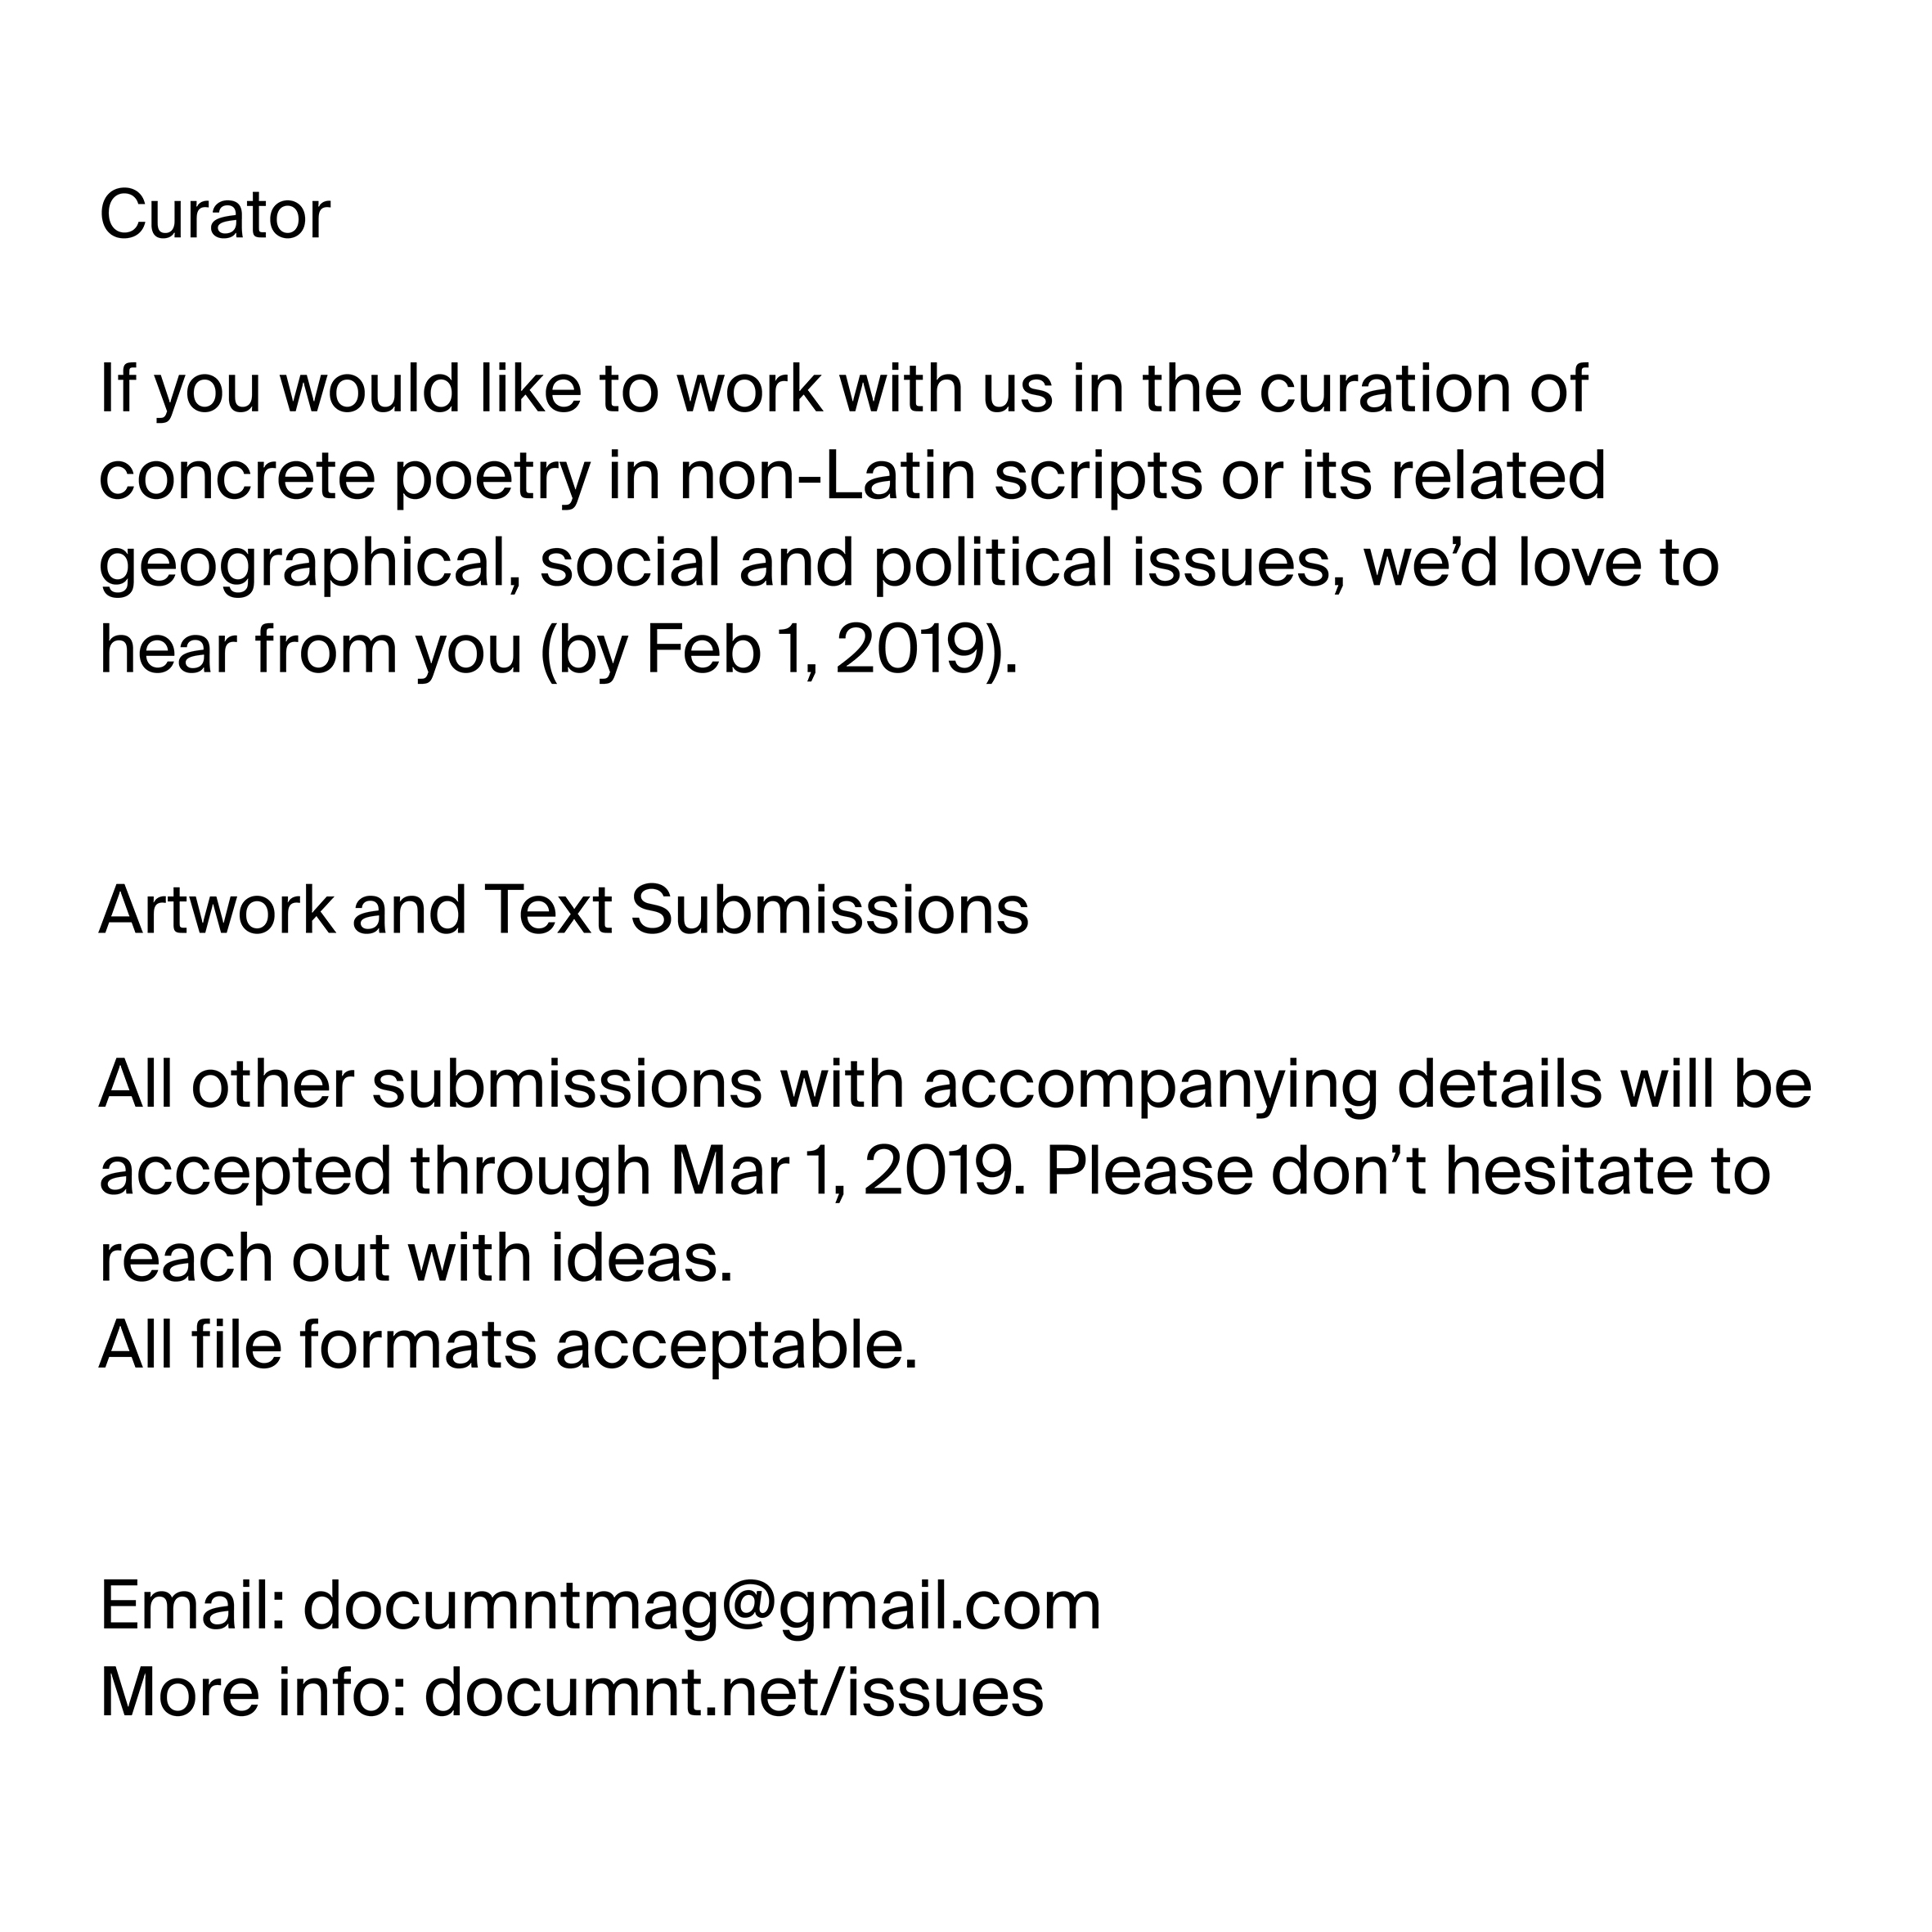 Curator
If you would like to work with us in the curation of
concrete poetry in non-Latin scripts or its related
geographical, social and political issues, we’d love to
hear from you (by Feb 1, 2019).
Artwork and Text Submissions
All other submissions with accompanying details will be
accepted through Mar 1, 2019. Please don’t hesitate to
reach out with ideas.
All file formats acceptable.
Email: documntmag@gmail.com
More info: documnt.net/issues